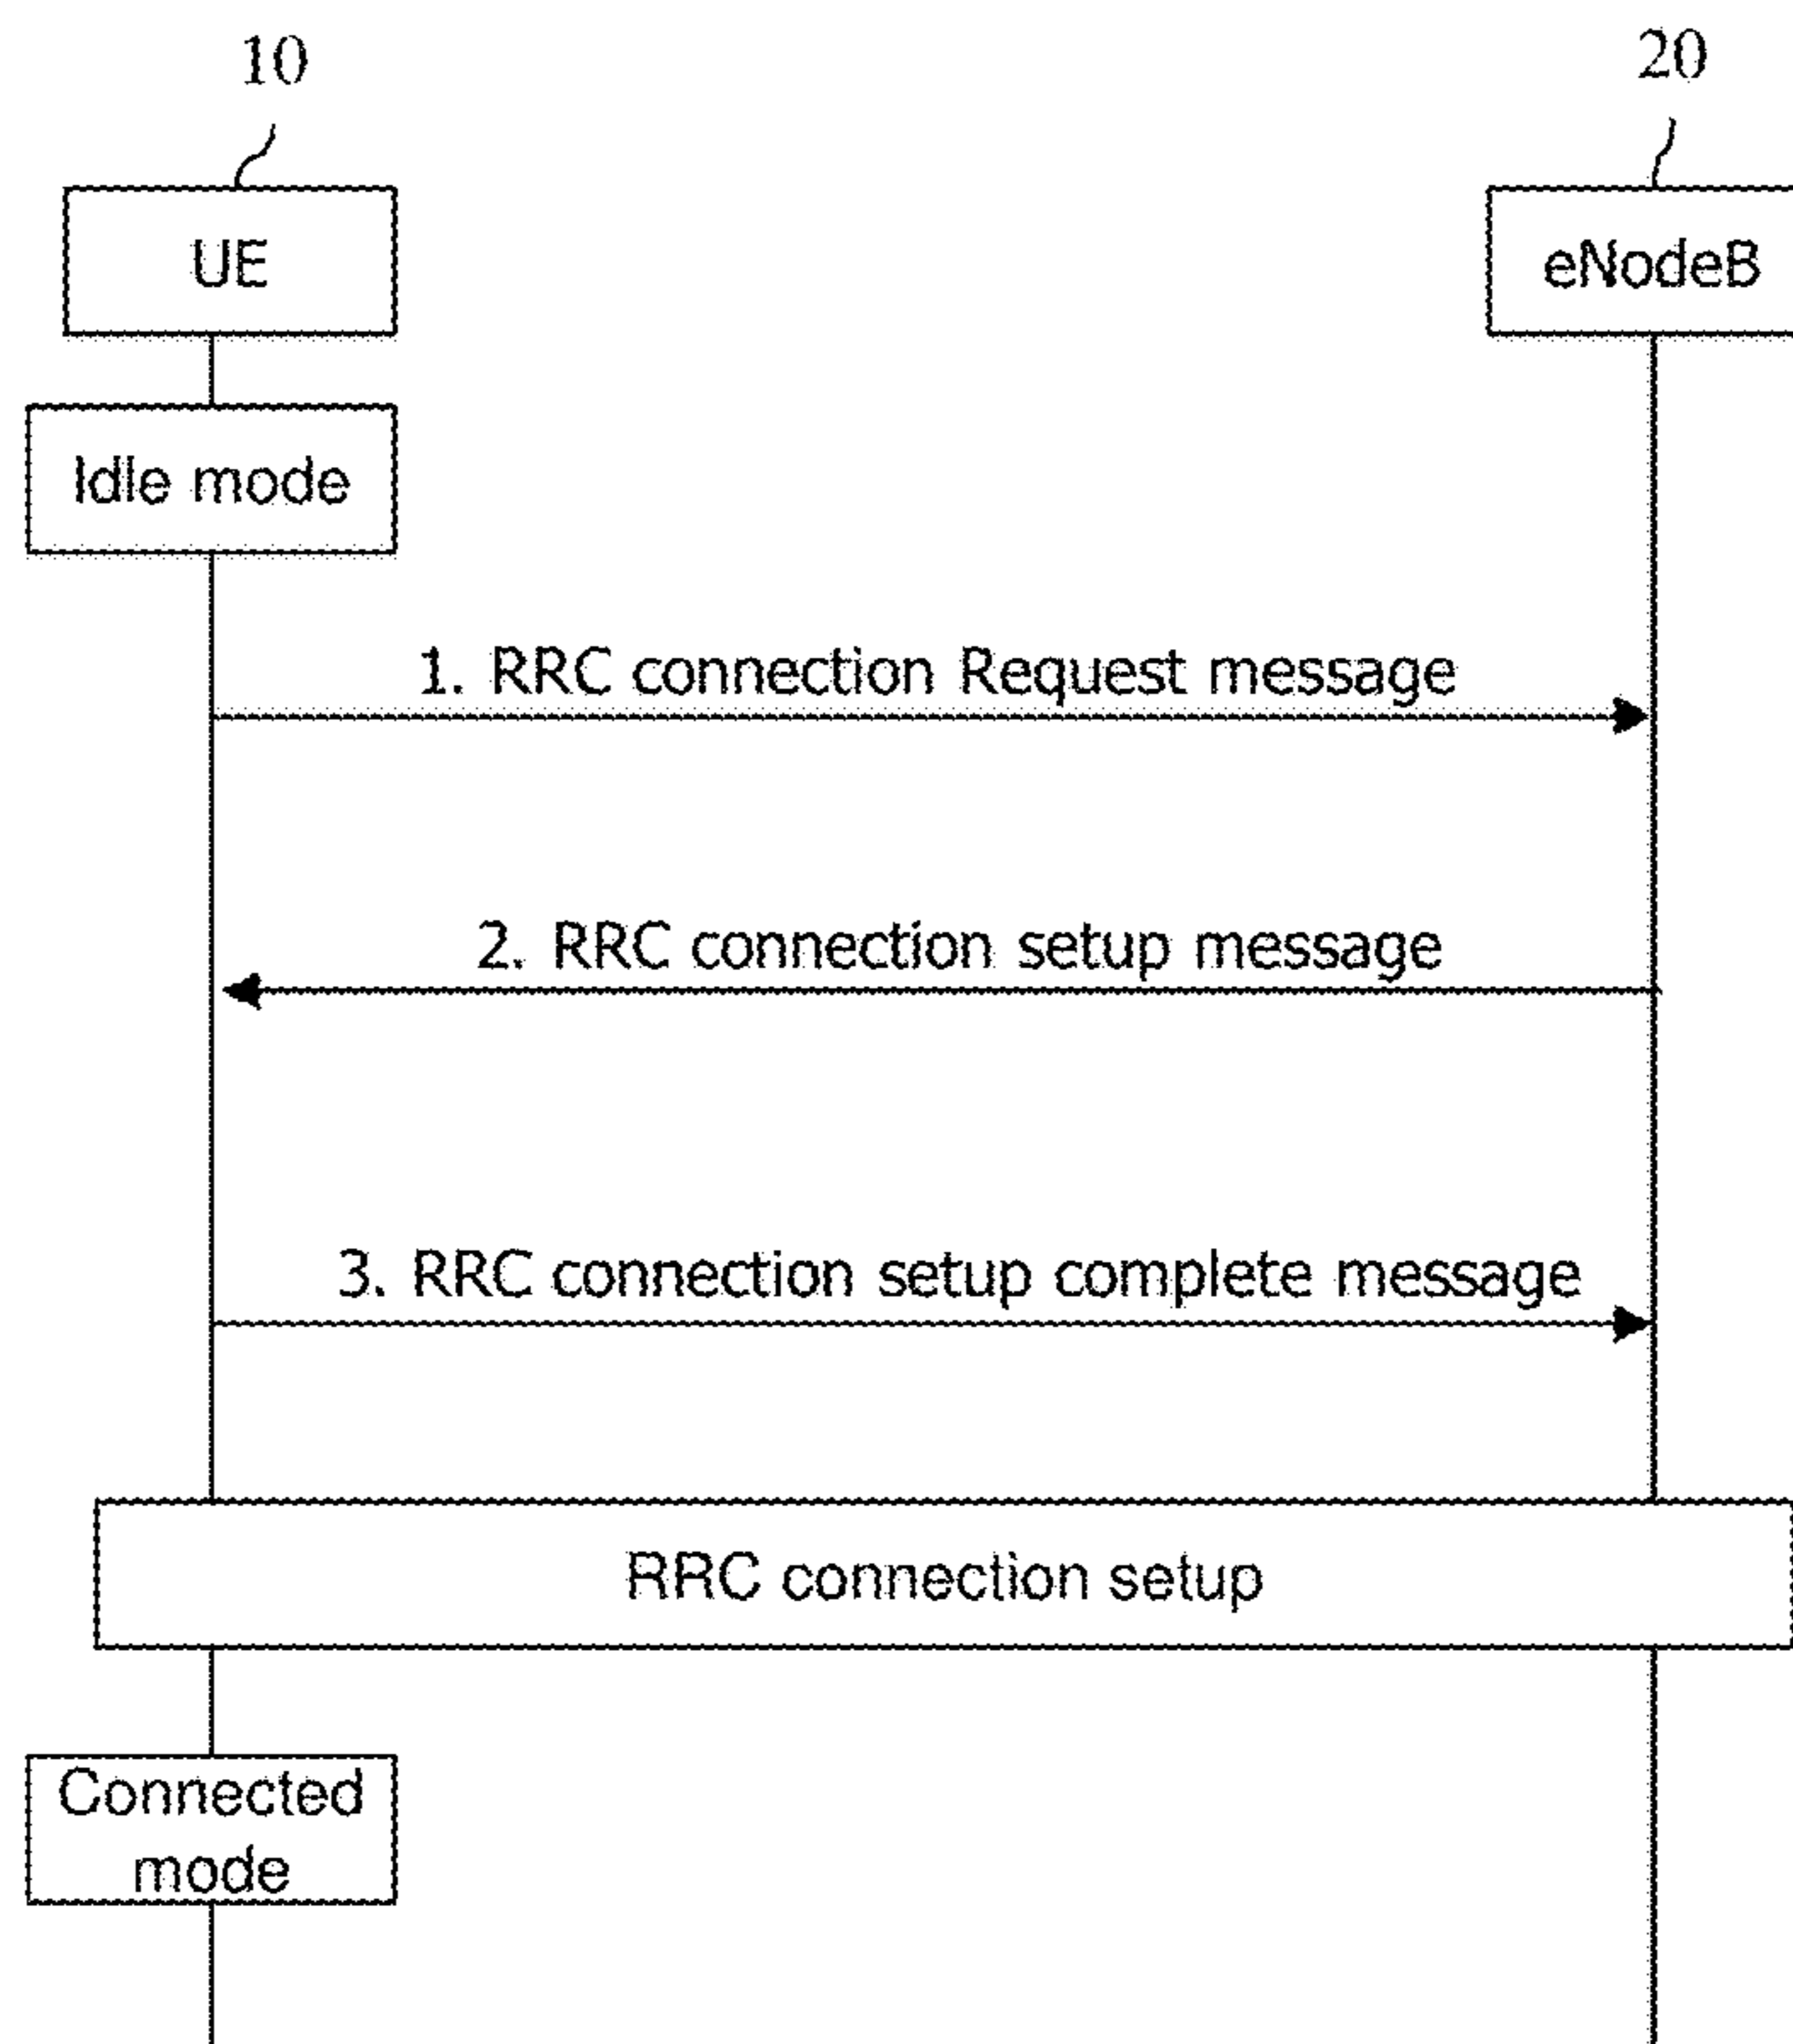 10
20
UE
eNodeB
Idle mode
1. RRC connection Request message
2. RRC connection setup message
3. RRC connection setup complete message
RRC connection setup
Connected
mode